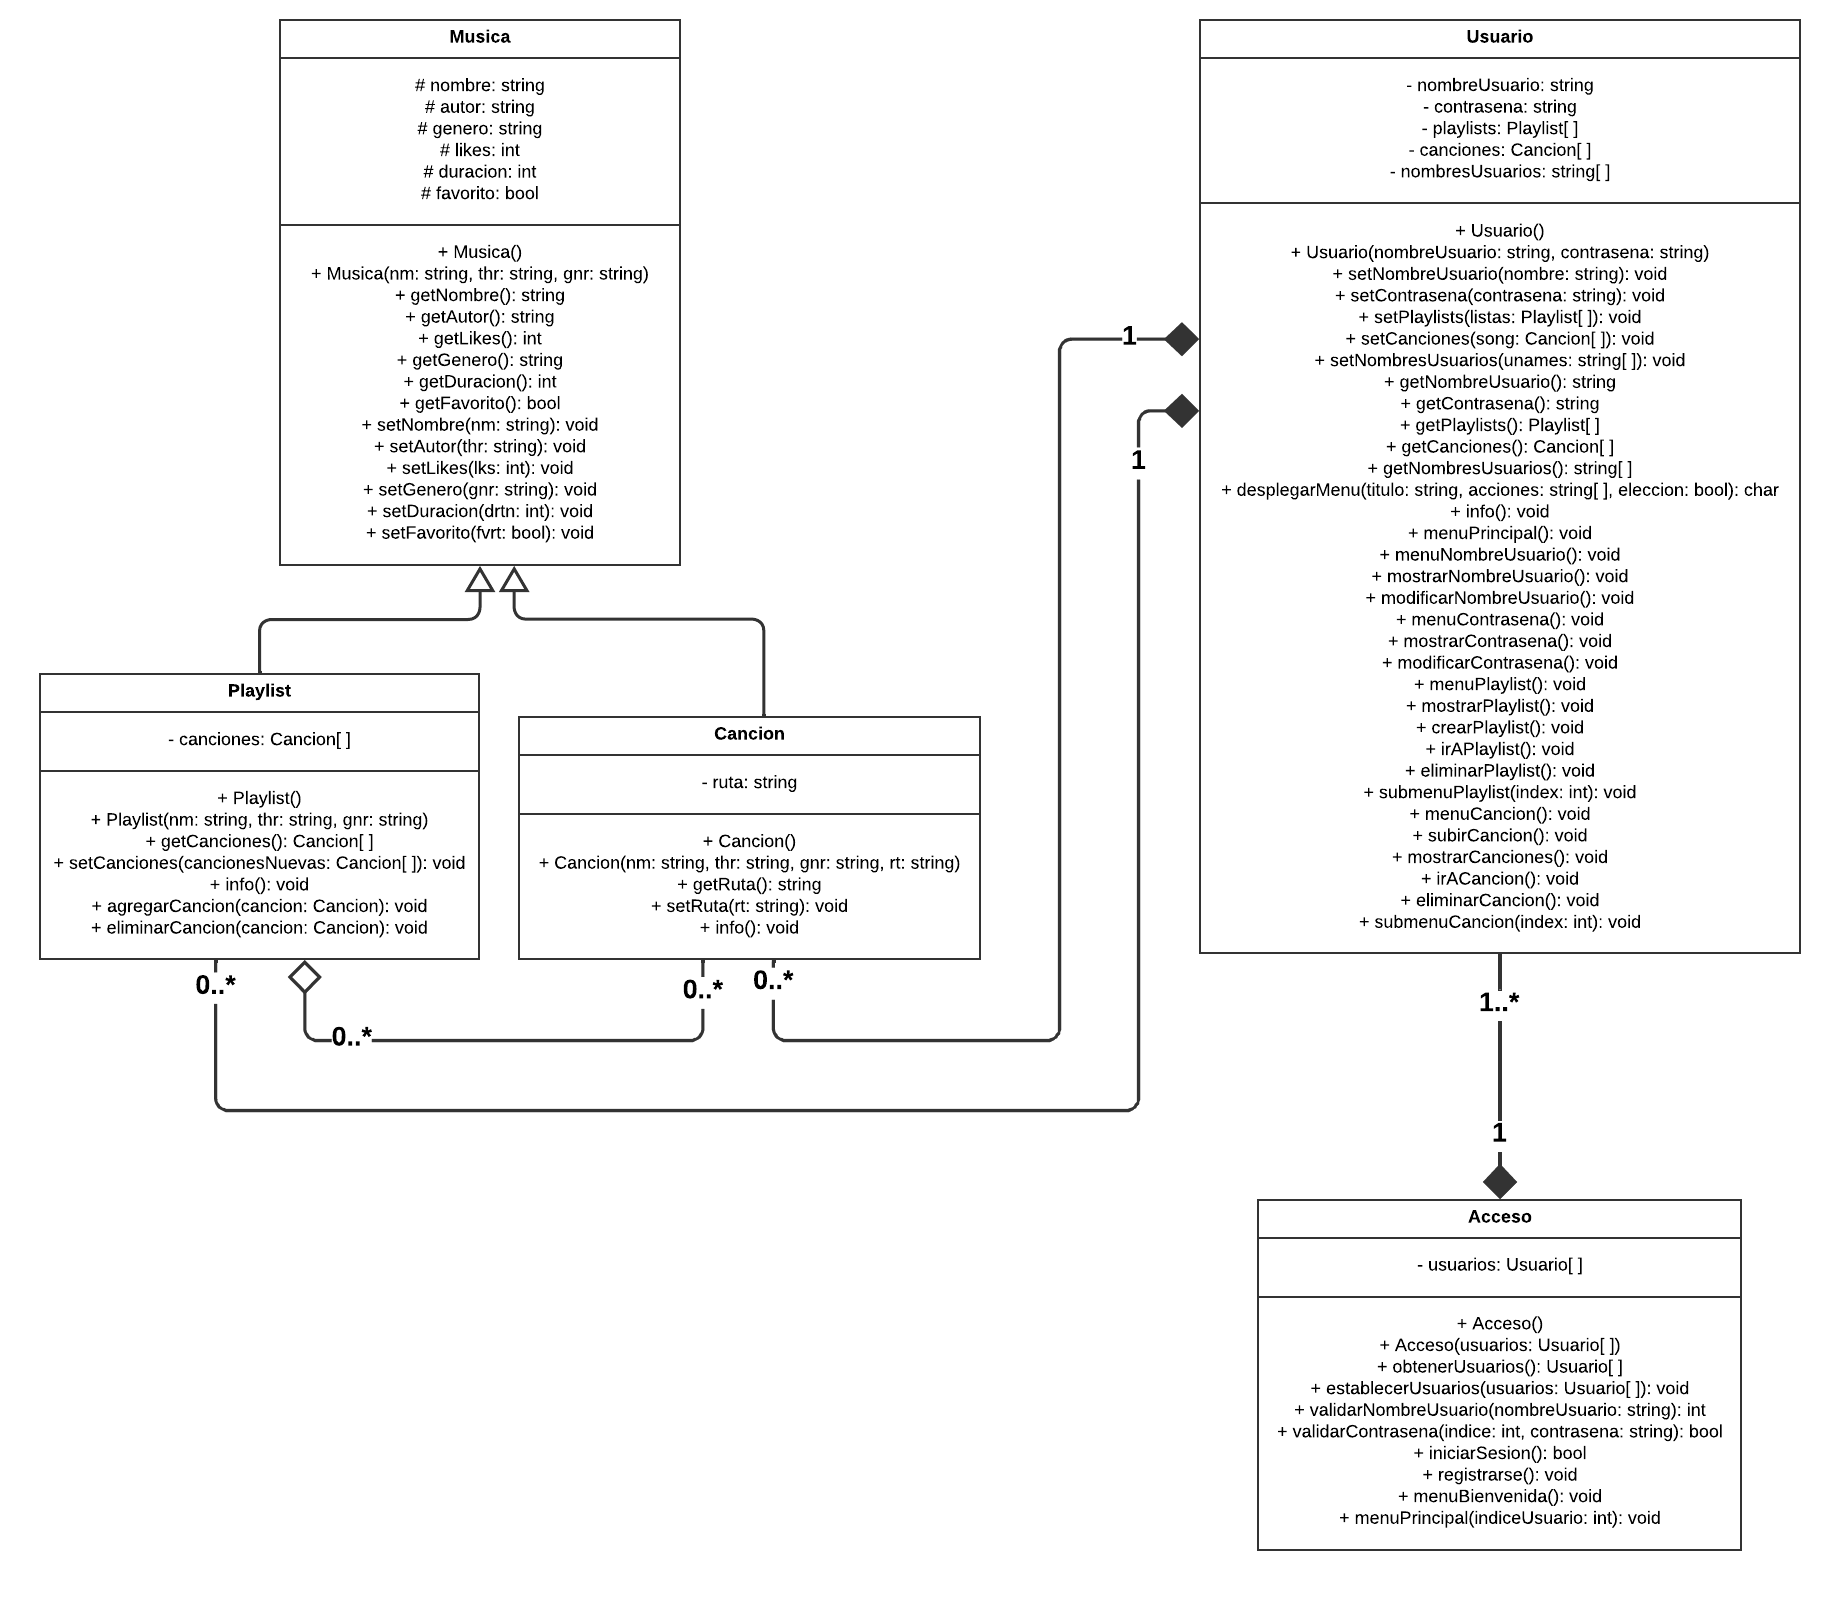 Musica
# nombre: string
# autor: string
# genero: string
# likes: int
# duracion: int
# favorito: bool
+ Musica()
+ Musica(nm: string, thr: string, gnr: string)
+ getNombre(): string
+ getAutor(): string
+ getLikes(): int
+ getGenero(): string
+ getDuracion(): int
+ getFavorito(): bool
+ setNombre(nm: string): void
+ setAutor(thr: string): void
+ setLikes(lks: int): void
+ setGenero(gnr: string): void
+ setDuracion(drtn: int): void
+ setFavorito(fvrt: bool): void
Usuario
- nombreUsuario: string
- contrasena: string
- playlists: Playlist[ ]
- canciones: Cancion[ ]
- nombresUsuarios: string[ ]
+ Usuario()
+ Usuario(nombreUsuario: string, contrasena: string)
+ setNombreUsuario(nombre: string): void
+ setContrasena(contrasena: string): void
+ setPlaylists(listas: Playlist[ ]): void
+ setCanciones(song: Cancion[ ]): void
+ setNombresUsuarios(unames: string[ ]): void
+ getNombreUsuario(): string
+ getContrasena(): string
+ getPlaylists(): Playlist[ ]
+ getCanciones(): Cancion[ ]
+ getNombresUsuarios(): string[ ]
+ desplegarMenu(titulo: string, acciones: string[ ], eleccion: bool): char
+ info(): void
+ menuPrincipal(): void
+ menuNombreUsuario(): void
+ mostrarNombreUsuario(): void
+ modificarNombreUsuario(): void
+ menuContrasena(): void
+ mostrarContrasena(): void
+ modificarContrasena(): void
+ menuPlaylist(): void
+ mostrarPlaylist(): void
+ crearPlaylist(): void
+ irAPlaylist(): void
+ eliminarPlaylist(): void
+ submenuPlaylist(index: int): void
+ menuCancion(): void
+ subirCancion(): void
+ mostrarCanciones(): void
+ irACancion(): void
+ eliminarCancion(): void
+ submenuCancion(index: int): void
1
1
Playlist
- canciones: Cancion[ ]
+ Playlist()
+ Playlist(nm: string, thr: string, gnr: string)
+ getCanciones(): Cancion[ ]
+ setCanciones(cancionesNuevas: Cancion[ ]): void
+ info(): void
+ agregarCancion(cancion: Cancion): void
+ eliminarCancion(cancion: Cancion): void
Cancion
- ruta: string
+ Cancion()
+ Cancion(nm: string, thr: string, gnr: string, rt: string)
+ getRuta(): string
+ setRuta(rt: string): void
+ info(): void
0..*
0..*
0..*
0..*
1..*
1
Acceso
- usuarios: Usuario[ ]
+ Acceso()
+ Acceso(usuarios: Usuario[ ])
+ obtenerUsuarios(): Usuario[ ]
+ establecerUsuarios(usuarios: Usuario[ ]): void
+ validarNombreUsuario(nombreUsuario: string): int
+ validarContrasena(indice: int, contrasena: string): bool
+ iniciarSesion(): bool
+ registrarse(): void
+ menuBienvenida(): void
+ menuPrincipal(indiceUsuario: int): void